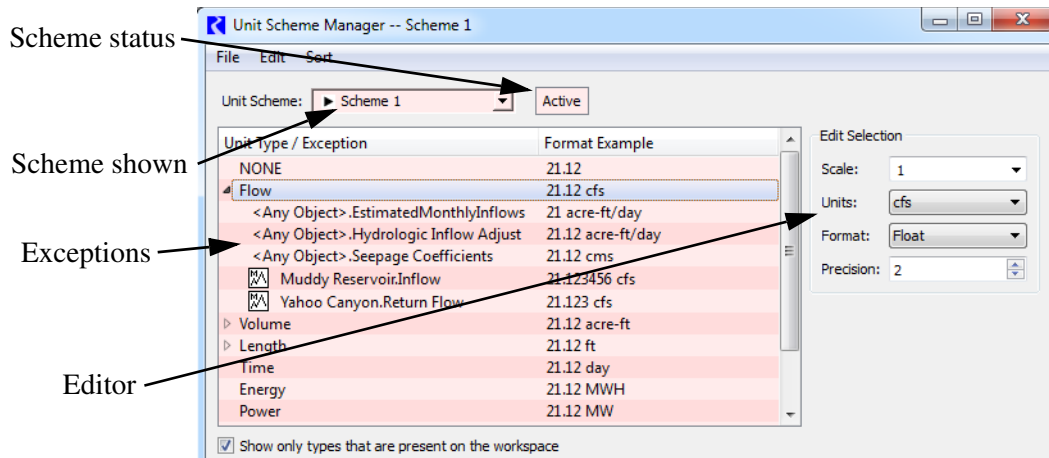 Unit Scheme Manager -- Scheme 1
Scheme status
File Edit Sort
Unit Scheme: Scheme 1 Active
Scheme shown
Unit Type / Exception Format Example
NONE 21.12
Flow 21.12 cfs
<Any Object>.EstimatedMonthlyInflows 21 acre-ft/day
<Any Object>.Hydrologic Inflow Adjust 21.12 acre-ft/day
Exceptions
<Any Object>.Seepage Coefficients 21.12 cms
Muddy Reservoir.Inflow 21.123456 cfs
Yahoo Canyon.Return Flow 21.123 cfs
Volume 21.12 acre-ft
Length 21.12 ft
Time 21.12 day
Editor
Energy 21.12 MWH
Power 21.12 MW
Show only types that are present on the workspace
Edit Selection
Scale: 1
Units: cfs
Format: Float
Precision: 2